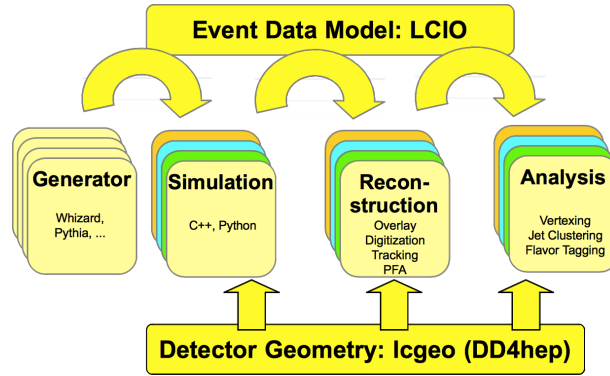 Event Data Model: LCIO
Generator
Whizard,
Pythia, ...
Simulation
C++, Python
Recon-
struction
Overlay
Digitization
Tracking
PFA
Analysis
Vertexing
Jet Clustering
Flavor Tagging
Detector Geometry: lcgeo (DD4hep)